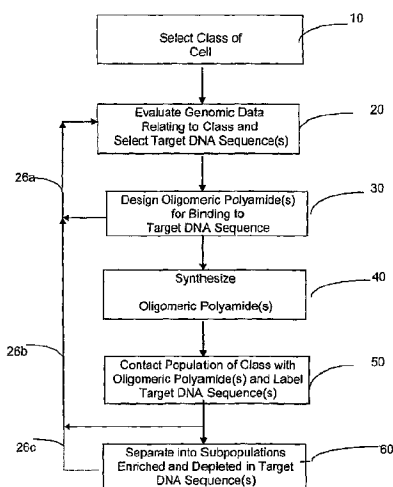 10
Select Class of
Cell
20
Evaluate Genomic Data
Relating to Class and
Select Target DNA Sequence(s)
26a
30
Design Oligomeric Polyamide(s)
for Binding to
Target DNA Sequence
40
Synthesize
Oligomeric Polyamide(s)
26b
50
Contact Population of Class with
Oligomeric Polyamide(s) and Label
Target DNA Sequence(s)
26c
60
Separate into Subpopulations
Enriched and Depleted in Target
DNA Sequence(s)